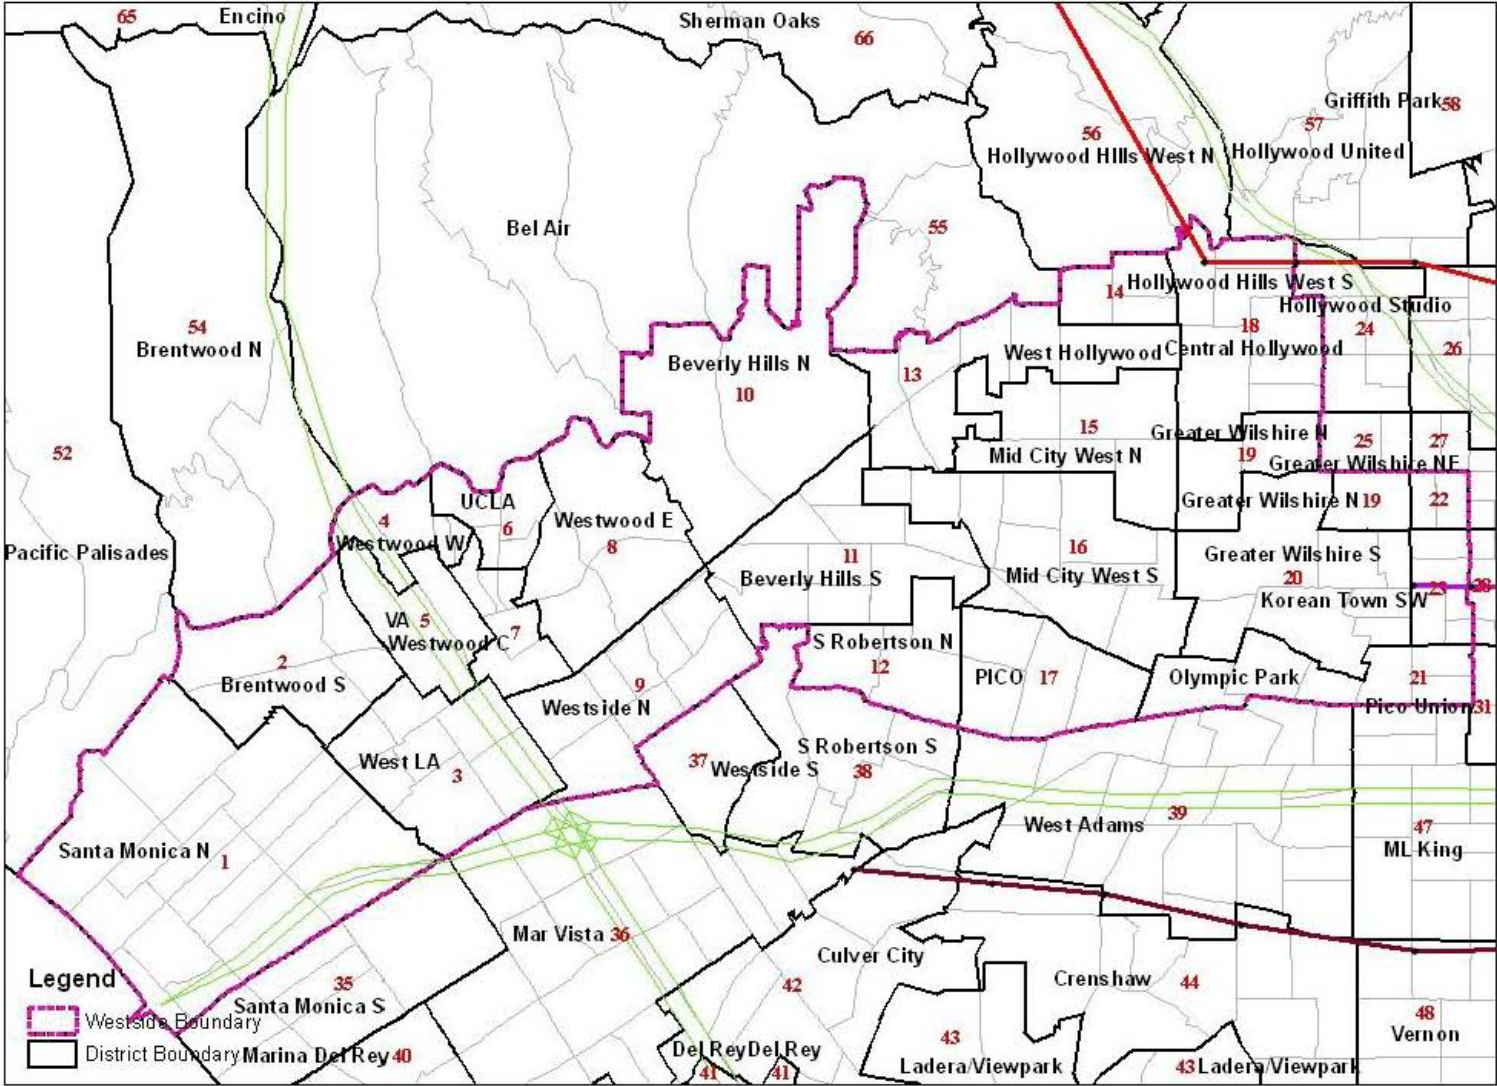 65
Encino
Sherman Oaks
66
Griffith Park 58
57
56
Hollywood HIlls West N
Hollywood United
Bel Air
55
Hollywood Hills West S
14
Hollywood Studio
54
18
24
Brentwood N
West Hollywood
Central Hollywood
26
Beverly Hills N
13
10
15
Greater Wilshire N
25
27
52
Mid City West N
19
Greater Wilshire NE
UCLA
Greater Wilshire N 19
22
4
6
Westwood E
Westwood W
8
16
Pacific Palisades
11
Greater Wilshire S
Beverly Hills S
Mid City West S
20
23
28
Korean Town SW
VA 5
7
Westwood C
S Robertson N
2
12
Brentwood S
9
PICO 17
Olympic Park
21
Westside N
Pico Union 31
West LA
37
S Robertson S
3
Westside S
38
39
West Adams
47
Santa Monica N
1
ML King
Mar Vista 36
Culver City
Legend
35
42
Crenshaw
44
Santa Monica S
48
Westside Boundary
Vernon
43
District Boundary
Marina Del Rey 40
Del Rey
Del Rey
41
41
Ladera/Viewpark
43 Ladera/Viewpark